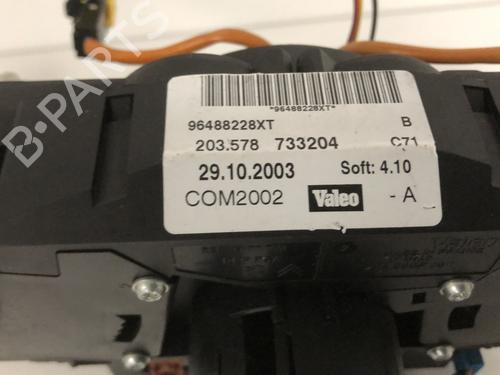 B-PARTS
"96488228XT"
96488228XT B
203.578 733204 C71
29.10.2003 Soft: 4.10
COM2002 Valeo - A